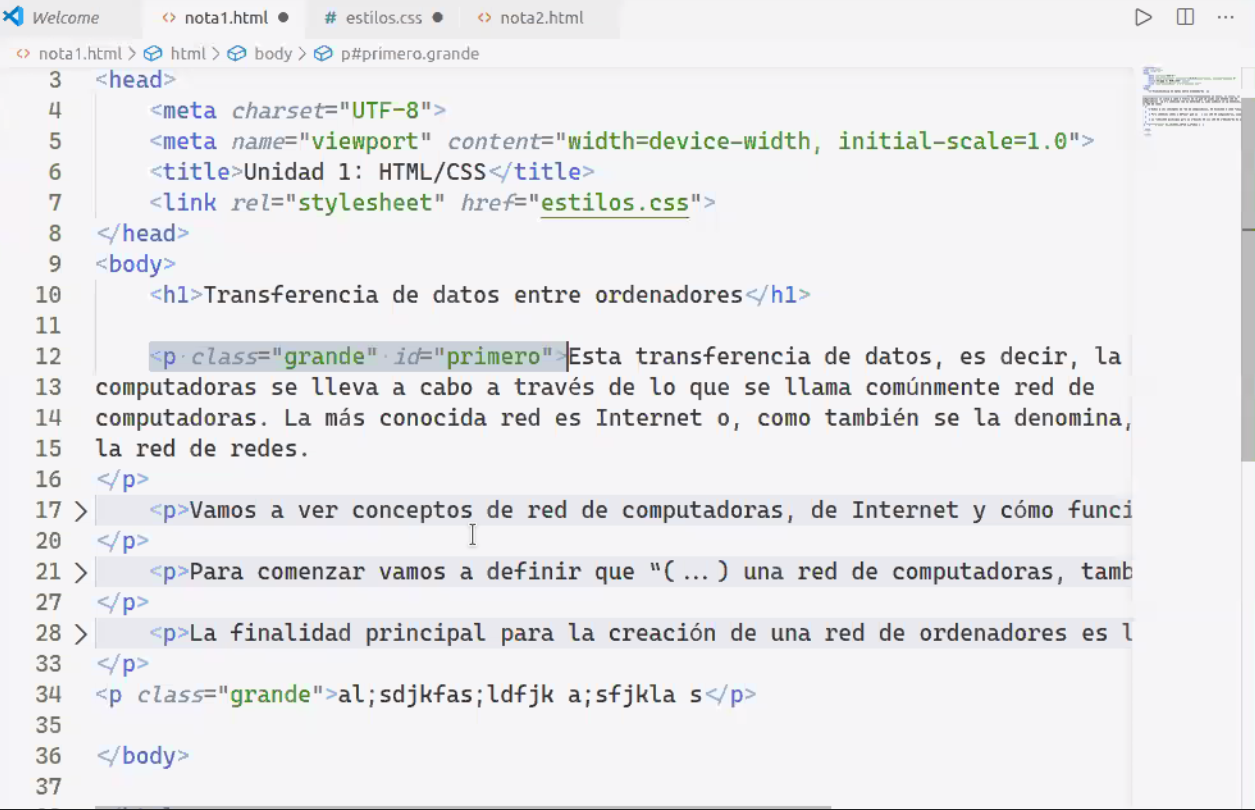 Welcome
<> nota1.html ●
# estilos.css ●
<> nota2.html
...
<> nota1.html > html > body > p#primero.grande
3 <head>
4 <meta charset="UTF-8">
5 <meta name="viewport" content="width=device-width, initial-scale=1.0">
6 <title>Unidad 1: HTML/CSS</title>
7 <link rel="stylesheet" href="estilos.css">
8 </head>
9 <body>
10 <h1>Transferencia de datos entre ordenadores</h1>
11
12 <p class="grande" id="primero">Esta transferencia de datos, es decir, la
13 computadoras se lleva a cabo a través de lo que se llama comúnmente red de
14 computadoras. La más conocida red es Internet o, como también se la denomina,
15 la red de redes.
16 </p>
17 > <p>Vamos a ver conceptos de red de computadoras, de Internet y cómo funci
20 </p>
21 > <p>Para comenzar vamos a definir que “(...) una red de computadoras, tamb
27 </p>
28 > <p>La finalidad principal para la creación de una red de ordenadores es l
33 </p>
34 <p class="grande">al;sdjkfas;ldfjk a;sfjkla s</p>
35
36 </body>
37